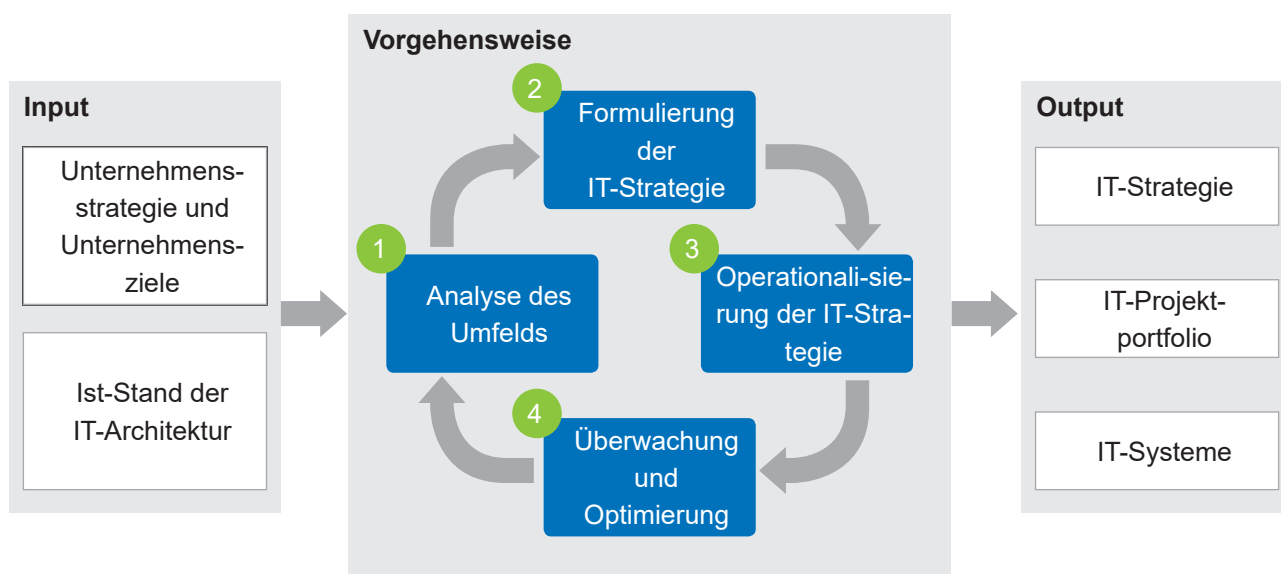 Input
Unternehmens-
strategie und
Unternehmens-
ziele
Ist-Stand der
IT-Architektur
Vorgehensweise
1
Analyse des
Umfelds
2
Formulierung
der
IT-Strategie
3
Operationali-sie-
rung der IT-Stra-
tegie
4
Überwachung
und
Optimierung
Output
IT-Strategie
IT-Projekt-
portfolio
IT-Systeme